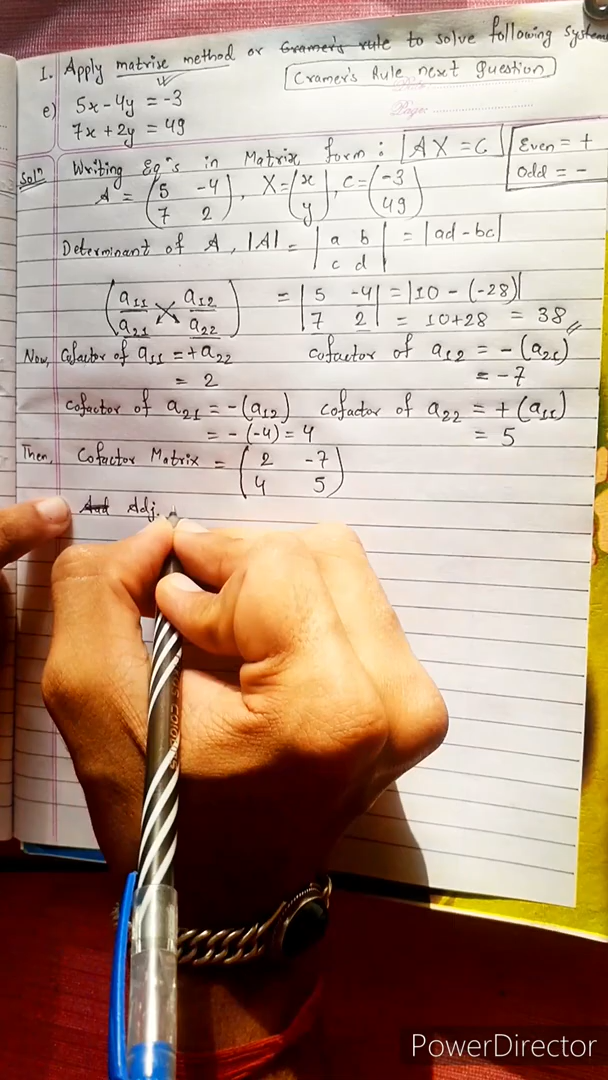 1. Apply matrix method or Cramer's rule to solve following system
Cramer's Rule next Question
e) 5x - 4y = -3
7x + 2y = 49
Page:
Even = +
Odd = -
Solⁿ Writing Eqⁿs in Matrix form: AX = C
A = (5 -4), X = (x), C = (-3)
7 2 y 49
Determinant of A, |A| = | a b | = |ad - bc|
c d
(a11 a12) = | 5 -4 | = |10 - (-28)|
a21 a22 7 2 = 10+28 = 38
Now, Cofactor of a11 = +a22 cofactor of a12 = -(a21)
= 2 = -7
cofactor of a21 = -(a12) cofactor of a22 = +(a11)
= -(-4) = 4 = 5
Then, Cofactor Matrix = (2 -7)
4 5
Adj.
PowerDirector